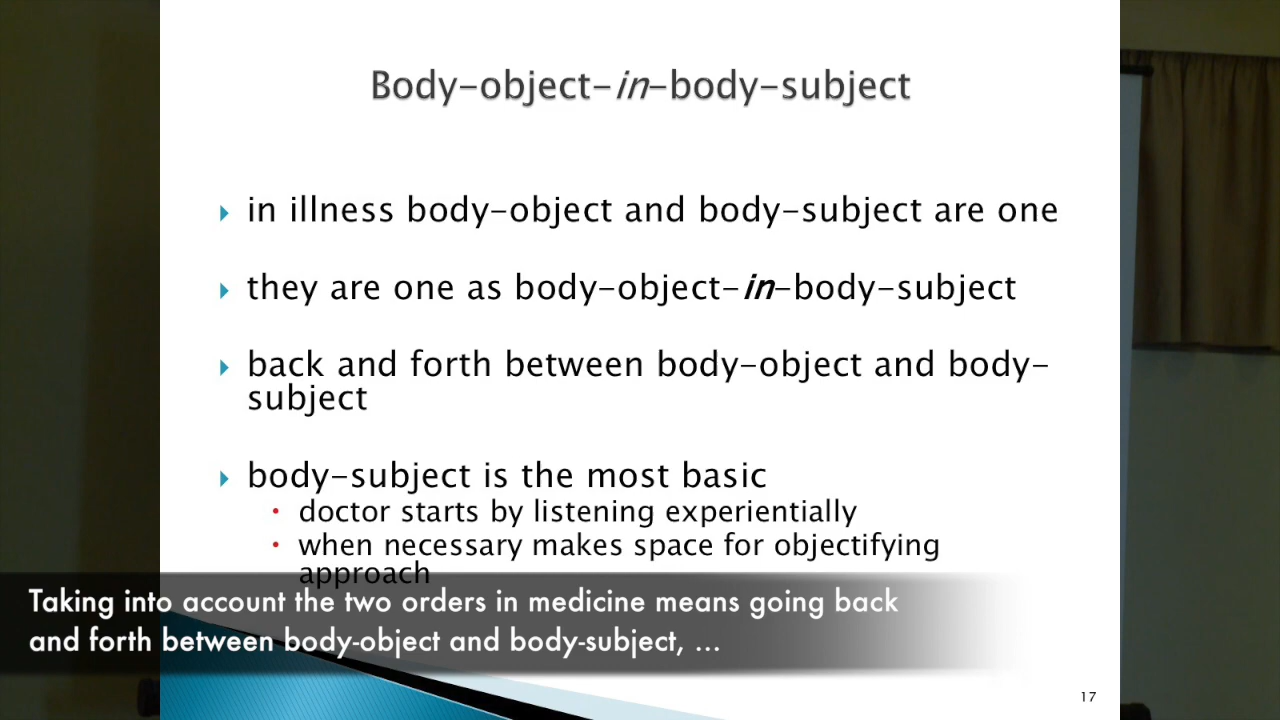 Body-object-in-body-subject
in illness body-object and body-subject are one
they are one as body-object-in-body-subject
back and forth between body-object and body-
subject
body-subject is the most basic
doctor starts by listening experientially
when necessary makes space for objectifying
approach
Taking into account the two orders in medicine means going back
and forth between body-object and body-subject, ...
17